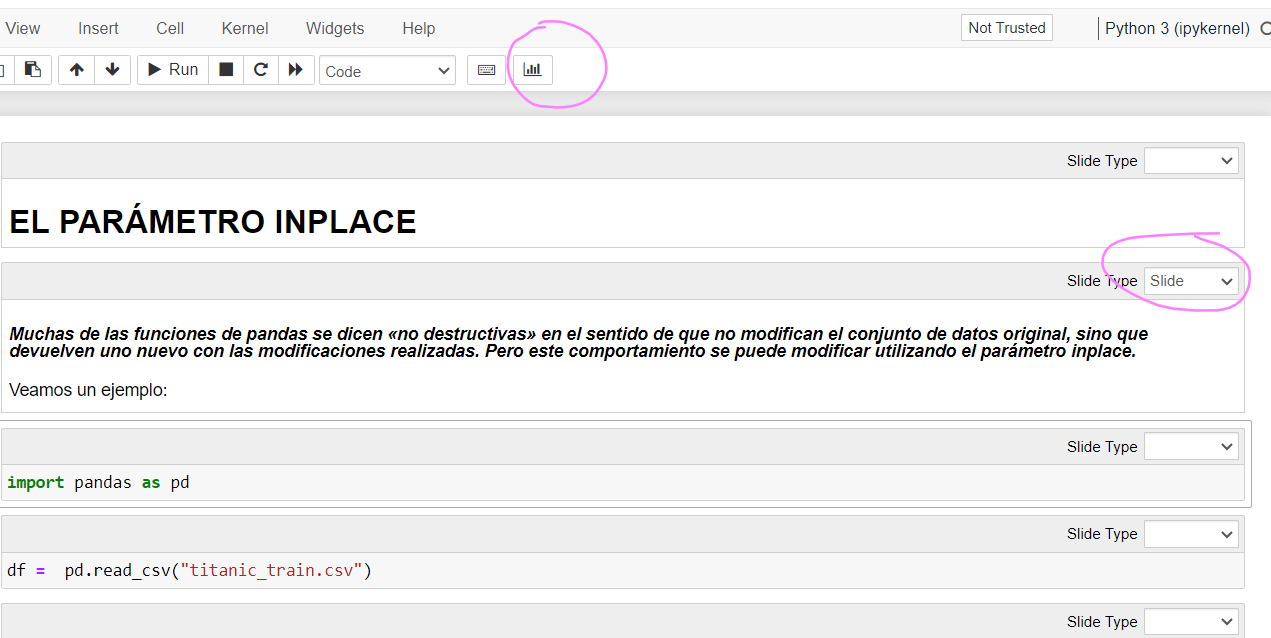 View Insert Cell Kernel Widgets Help Not Trusted Python 3 (ipykernel)
Run Code
Slide Type
EL PARÁMETRO INPLACE
Slide Type Slide
Muchas de las funciones de pandas se dicen «no destructivas» en el sentido de que no modifican el conjunto de datos original, sino que
devuelven uno nuevo con las modificaciones realizadas. Pero este comportamiento se puede modificar utilizando el parámetro inplace.
Veamos un ejemplo:
Slide Type
import pandas as pd
Slide Type
df =  pd.read_csv("titanic_train.csv")
Slide Type